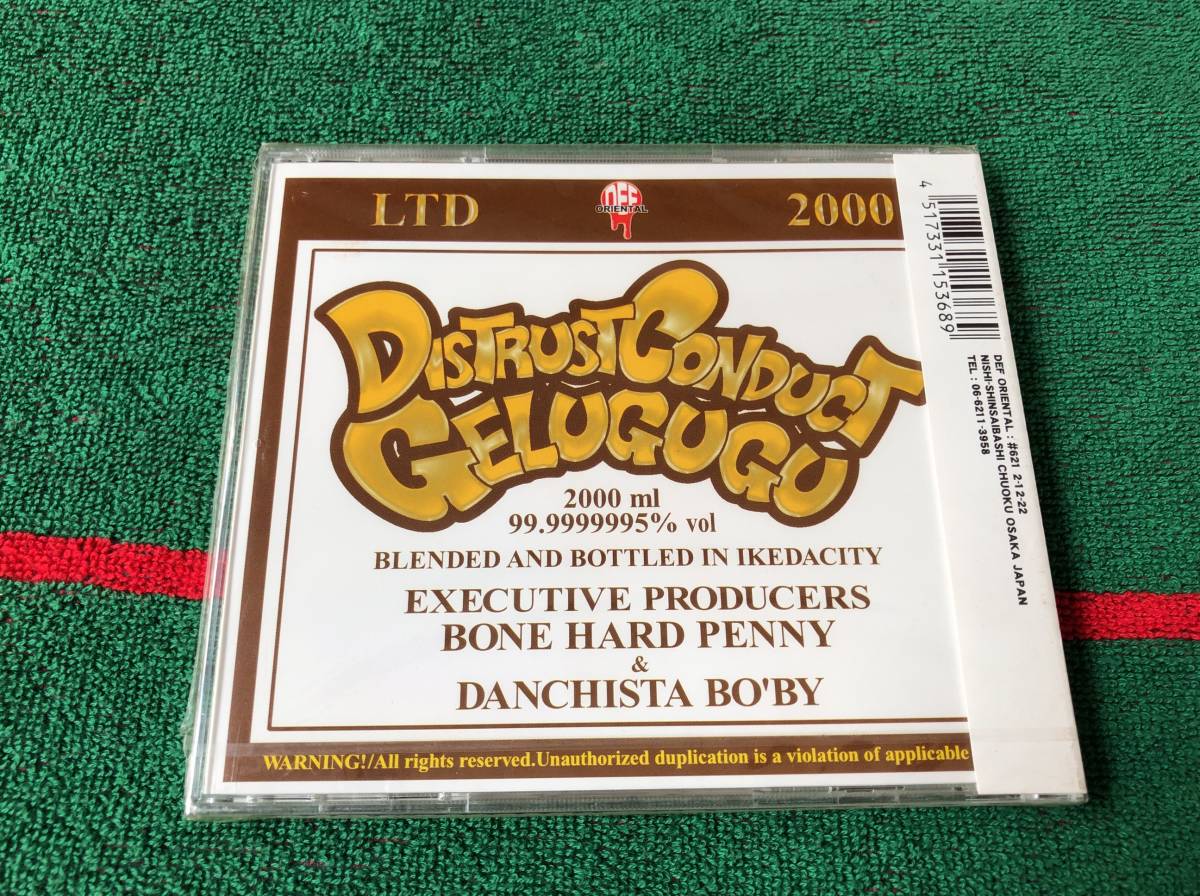 LTD
DEF
ORIENTAL
2000
DISTRUST CONDUCT
GELUGUGU
2000 ml
99.9999995% vol
BLENDED AND BOTTLED IN IKEDACITY
EXECUTIVE PRODUCERS
BONE HARD PENNY
&
DANCHISTA BO'BY
WARNING!/All rights reserved.Unauthorized duplication is a violation of applicable
4 517331 153689
DEF ORIENTAL : #621 2-12-22
NISHI-SHINSAIBASHI CHUOKU OSAKA JAPAN
TEL : 06-6211-3958